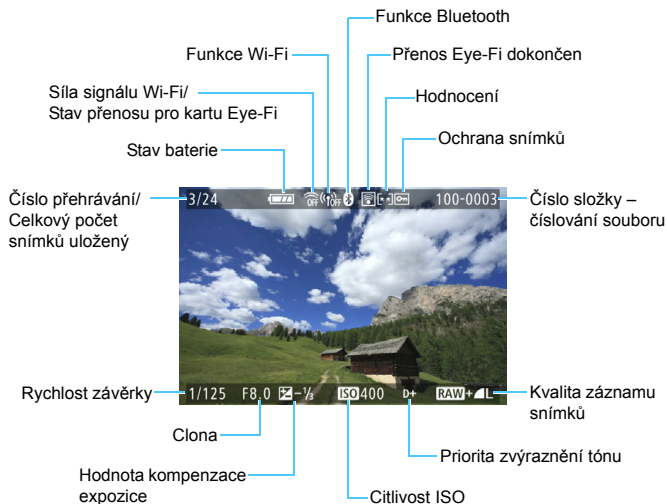 Funkce Bluetooth
Funkce Wi-Fi
Přenos Eye-Fi dokončen
Síla signálu Wi-Fi/
Stav přenosu pro kartu Eye-Fi
Hodnocení
Ochrana snímků
Stav baterie
Číslo přehrávání/
Celkový počet
snímků uložený
3/24
OFF
OFF
100-0003
Číslo složky –
číslování souboru
Rychlost závěrky
1/125 F8.0 -1/3 ISO 400 D+ RAW+L
Kvalita záznamu
snímků
Clona
Priorita zvýraznění tónu
Hodnota kompenzace
expozice
Citlivost ISO